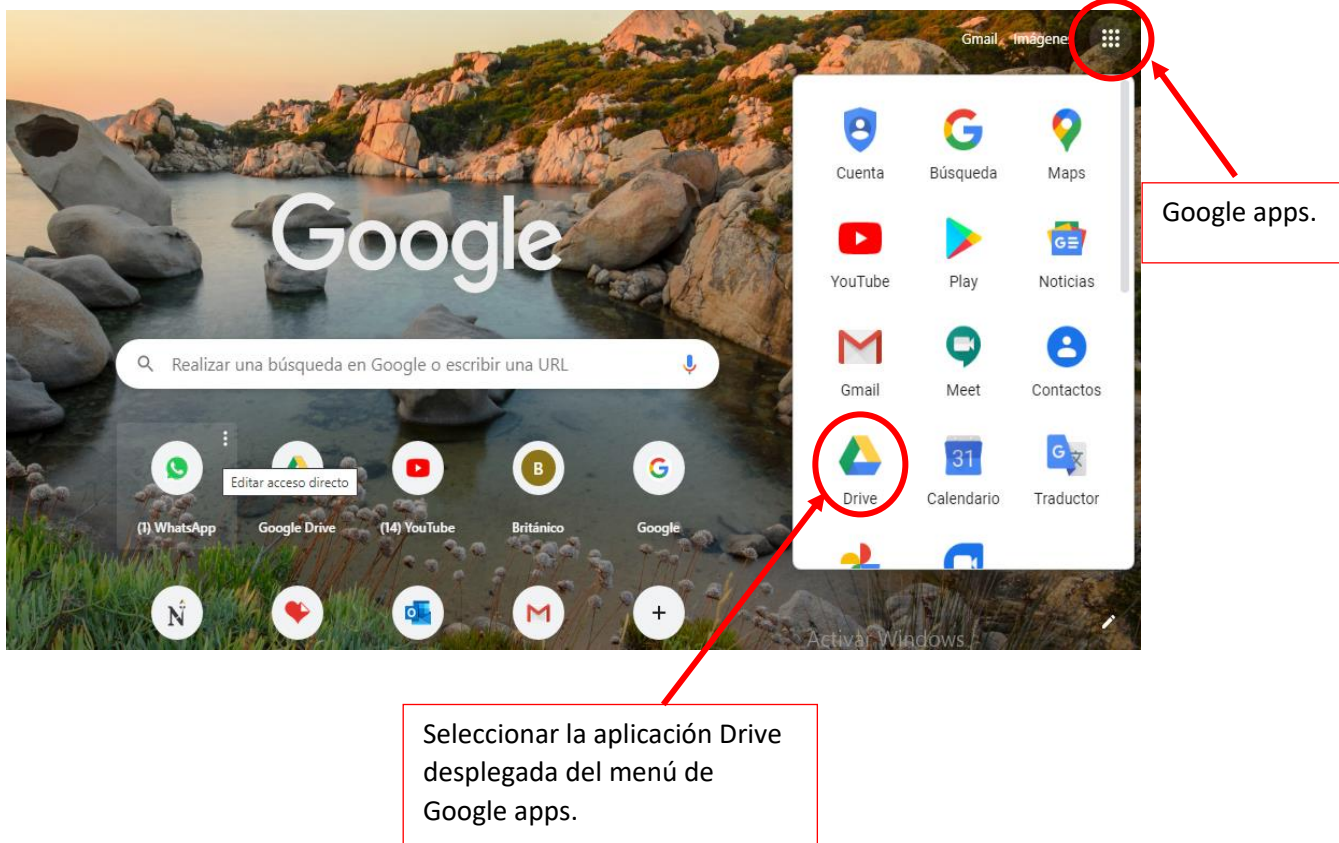 Gmail Imágene
Cuenta Búsqueda Maps
Google apps.
Google
YouTube Play Noticias
GE
Realizar una búsqueda en Google o escribir una URL
Gmail Meet Contactos
B
Editar acceso directo
31
G
Drive Calendario Traductor
(1) WhatsApp Google Drive (14) YouTube Británico Google
N
Activar Windows
Seleccionar la aplicación Drive
desplegada del menú de
Google apps.